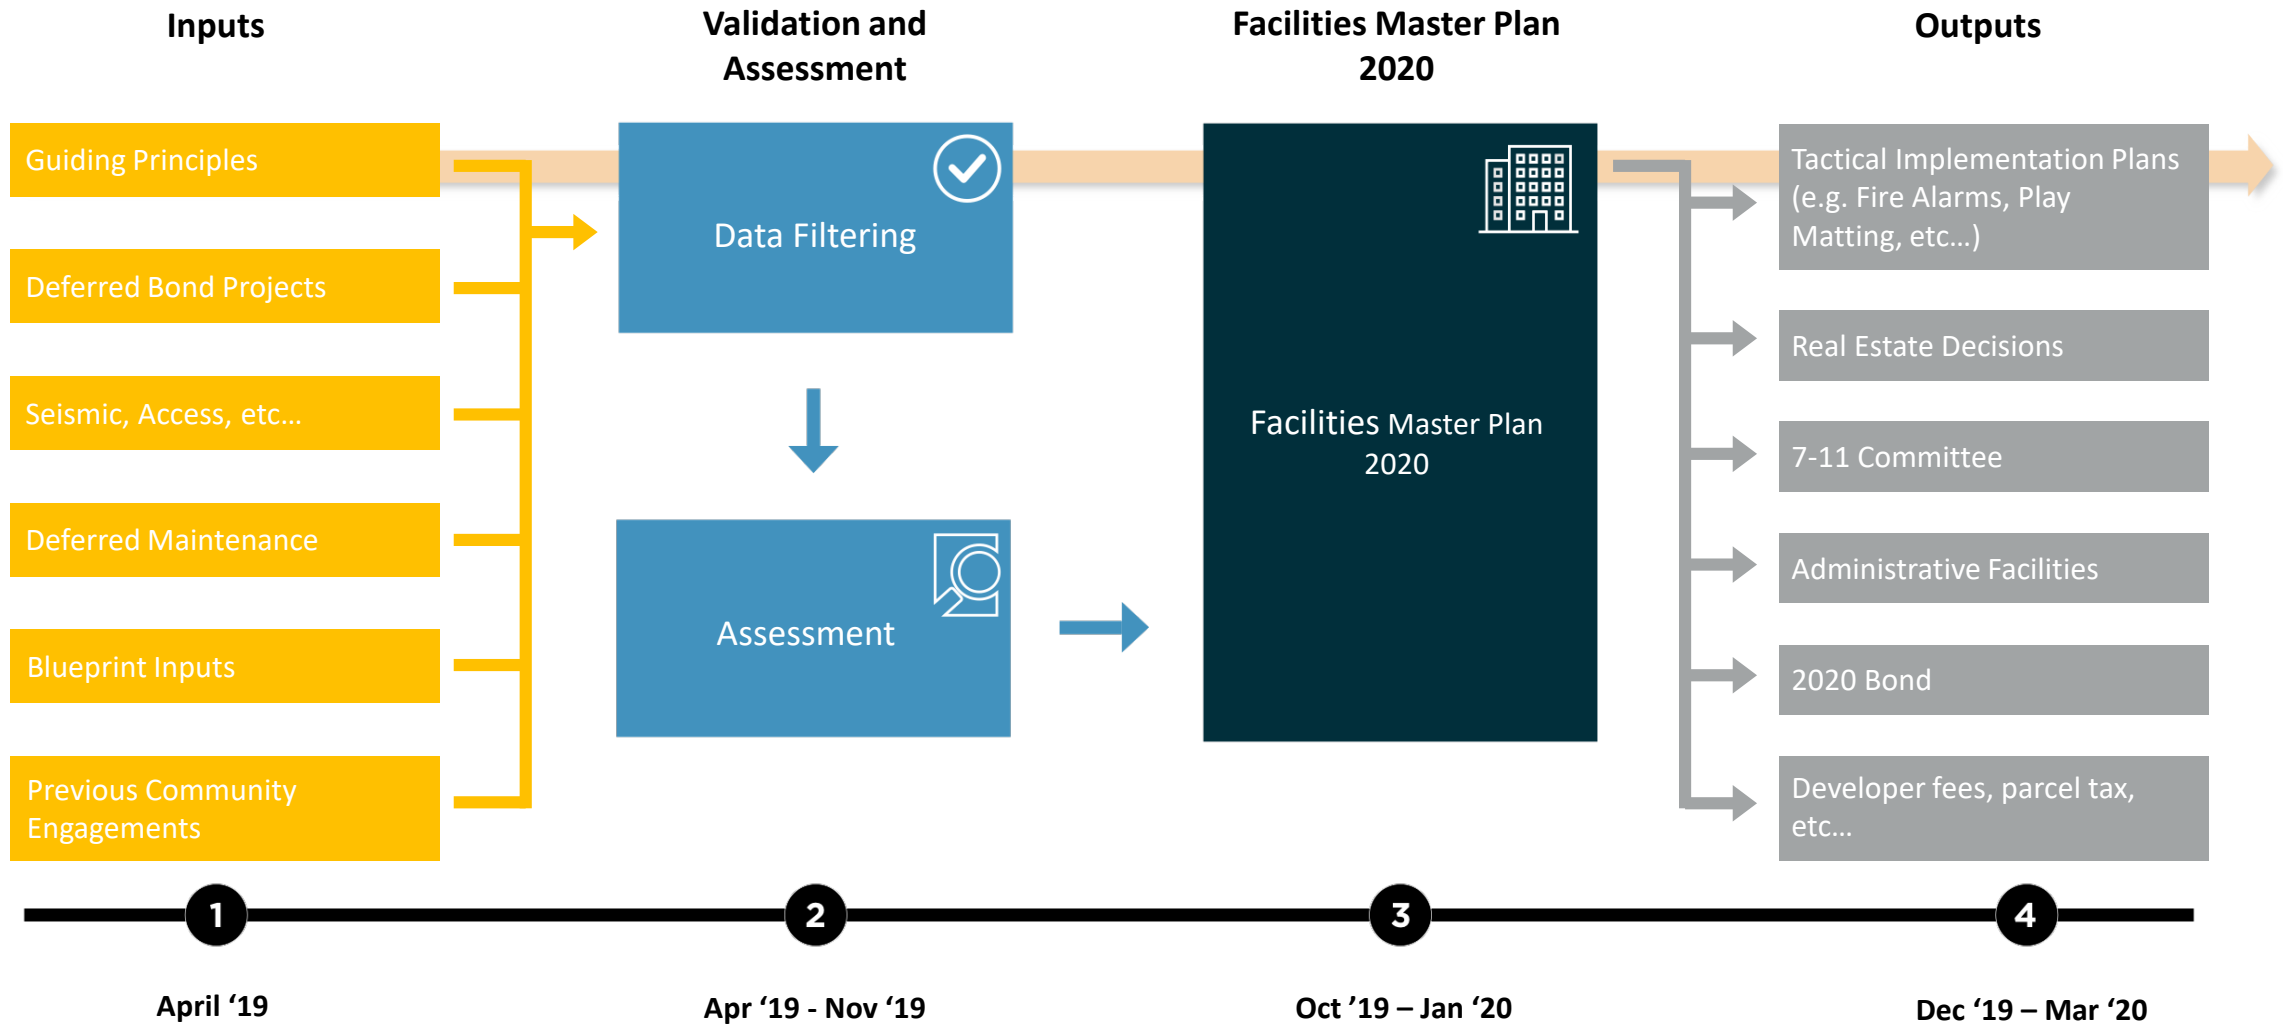 Inputs
Validation and
Assessment
Facilities Master Plan
2020
Outputs
Guiding Principles
Deferred Bond Projects
Seismic, Access, etc…
Deferred Maintenance
Blueprint Inputs
Previous Community
Engagements
Data Filtering
Assessment
Facilities Master Plan
2020
Tactical Implementation Plans
(e.g. Fire Alarms, Play
Matting, etc…)
Real Estate Decisions
7-11 Committee
Administrative Facilities
2020 Bond
Developer fees, parcel tax,
etc…
1
2
3
4
April ‘19
Apr ‘19 - Nov ‘19
Oct ’19 – Jan ‘20
Dec ‘19 – Mar ‘20